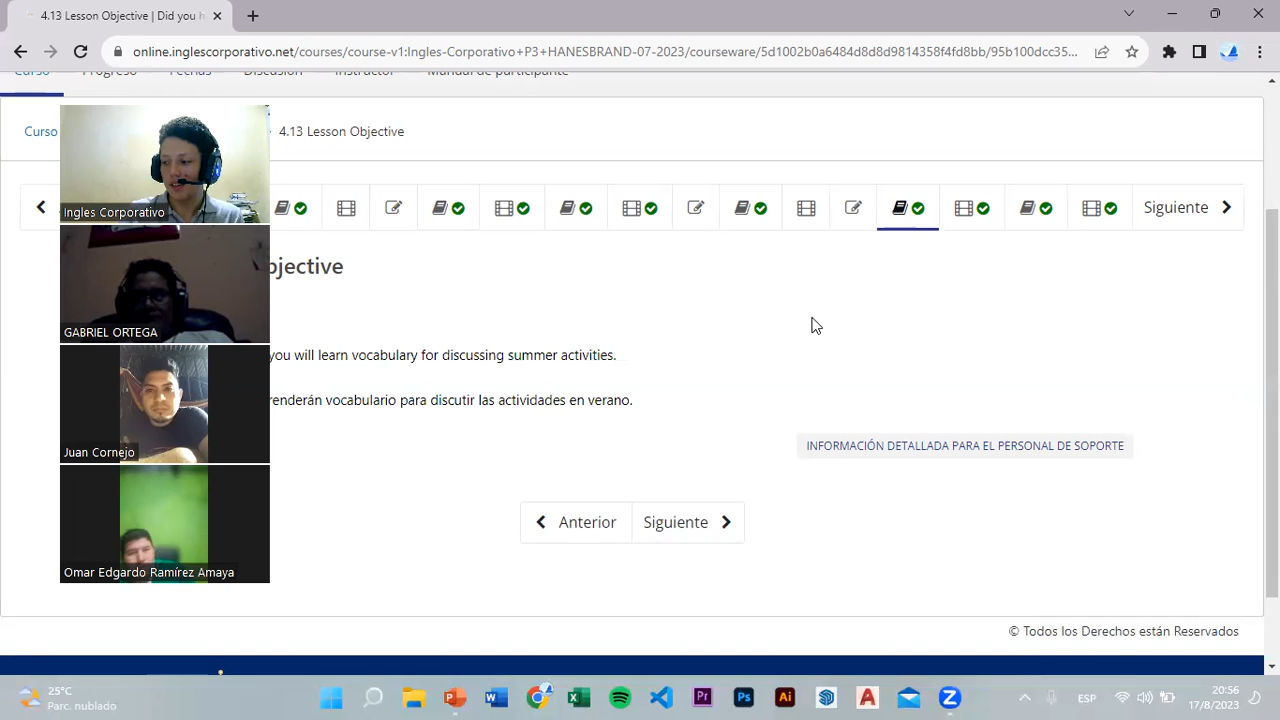 4.13 Lesson Objective | Did you h
online.inglescorporativo.net/courses/course-v1:Ingles-Corporativo+P3+HANESBRAND-07-2023/courseware/5d1002b0a6484d8d8d9814358f4fd8bb/95b100dcc35...
Curso Progreso Fechas Discusión Instructor Manual de participante
Curso 4.13 Lesson Objective
Siguiente
bjective
you will learn vocabulary for discussing summer activities.
renderán vocabulario para discutir las actividades en verano.
INFORMACIÓN DETALLADA PARA EL PERSONAL DE SOPORTE
Anterior Siguiente
© Todos los Derechos están Reservados
Ingles Corporativo
GABRIEL ORTEGA
Juan Cornejo
Omar Edgardo Ramírez Amaya
25°C
Parc. nublado
ESP
20:56
17/8/2023